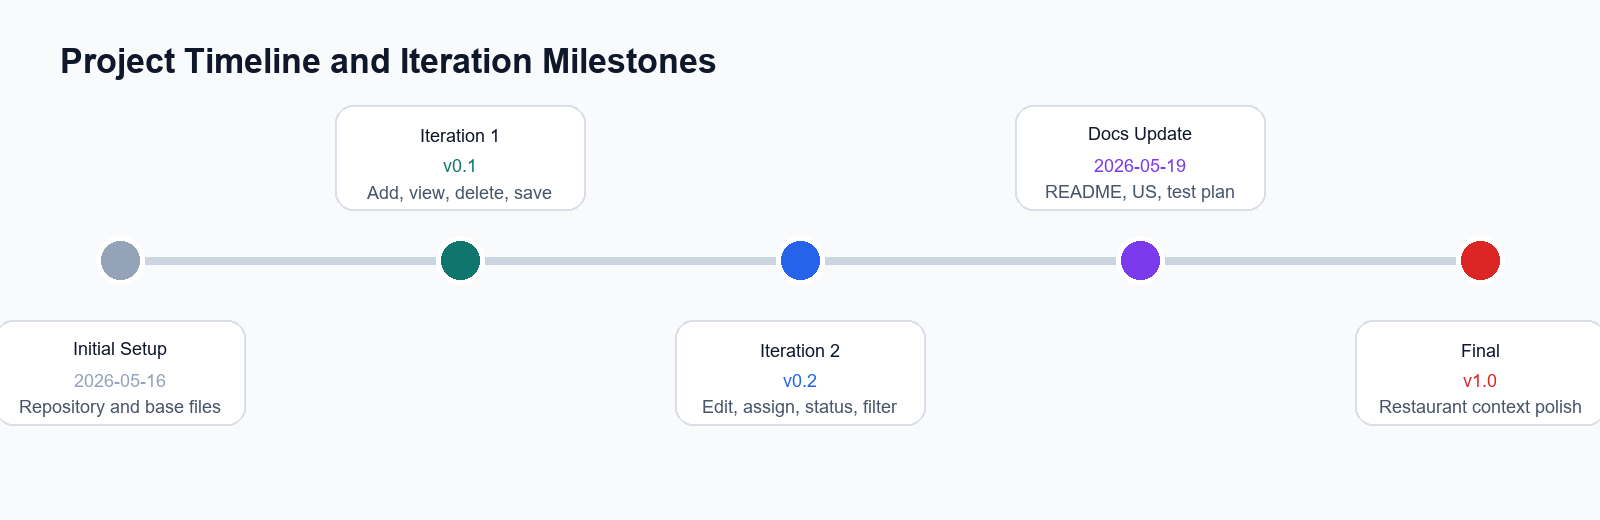 Project Timeline and Iteration Milestones
Initial Setup
2026-05-16
Repository and base files
Iteration 1
v0.1
Add, view, delete, save
Iteration 2
v0.2
Edit, assign, status, filter
Docs Update
2026-05-19
README, US, test plan
Final
v1.0
Restaurant context polish